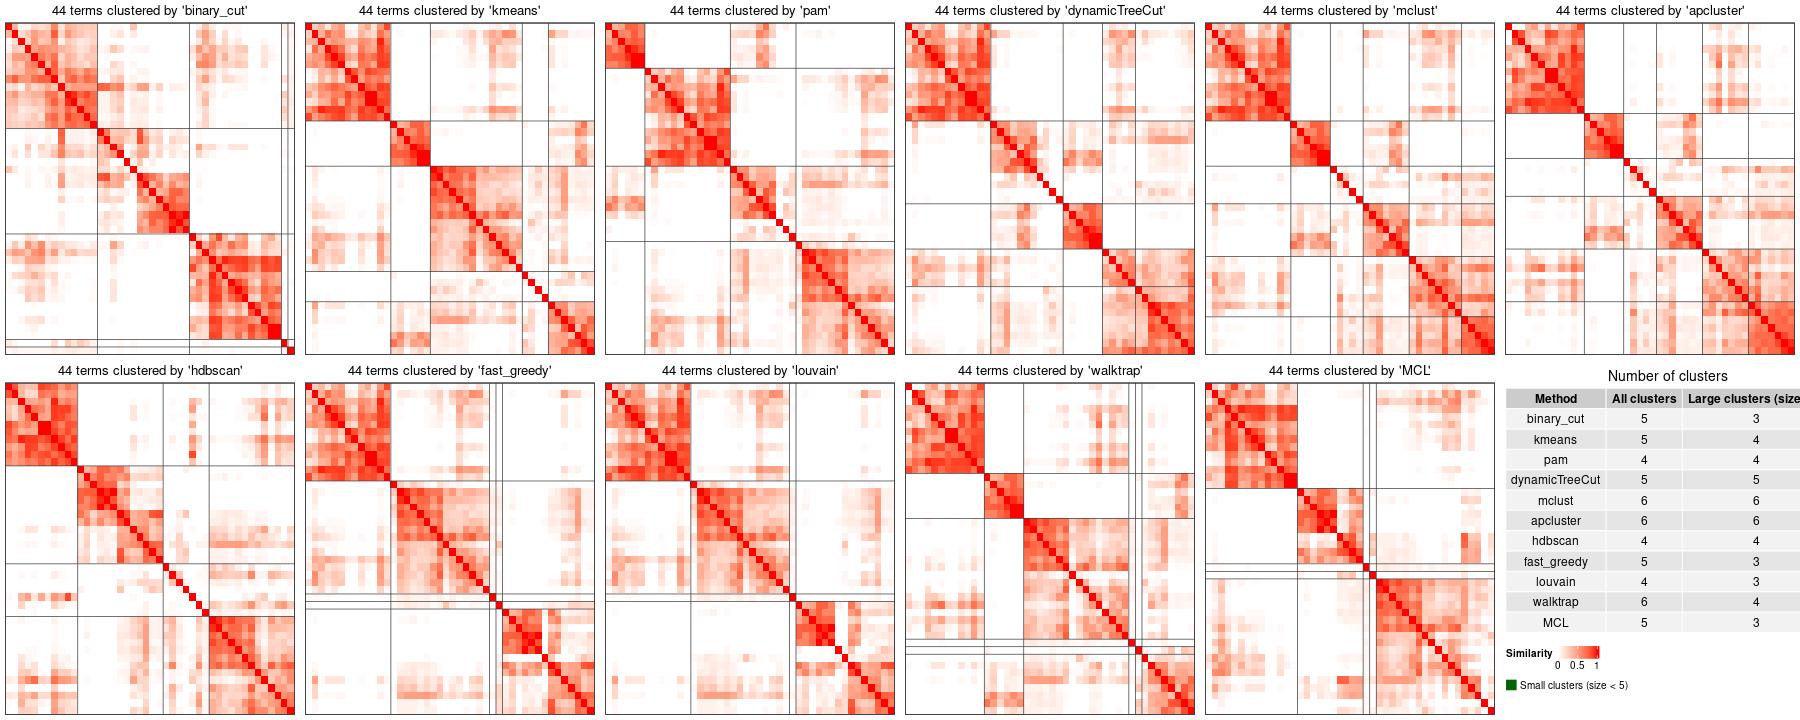 44 terms clustered by 'binary_cut'
44 terms clustered by 'kmeans'
44 terms clustered by 'pam'
44 terms clustered by 'dynamicTreeCut'
44 terms clustered by 'mclust'
44 terms clustered by 'apcluster'
44 terms clustered by 'hdbscan'
44 terms clustered by 'fast_greedy'
44 terms clustered by 'louvain'
44 terms clustered by 'walktrap'
44 terms clustered by 'MCL'
Number of clusters
Method All clusters Large clusters (size
binary_cut 5 3
kmeans 5 4
pam 4 4
dynamicTreeCut 5 5
mclust 6 6
apcluster 6 6
hdbscan 4 4
fast_greedy 5 3
louvain 4 3
walktrap 6 4
MCL 5 3
Similarity
0 0.5 1
Small clusters (size < 5)